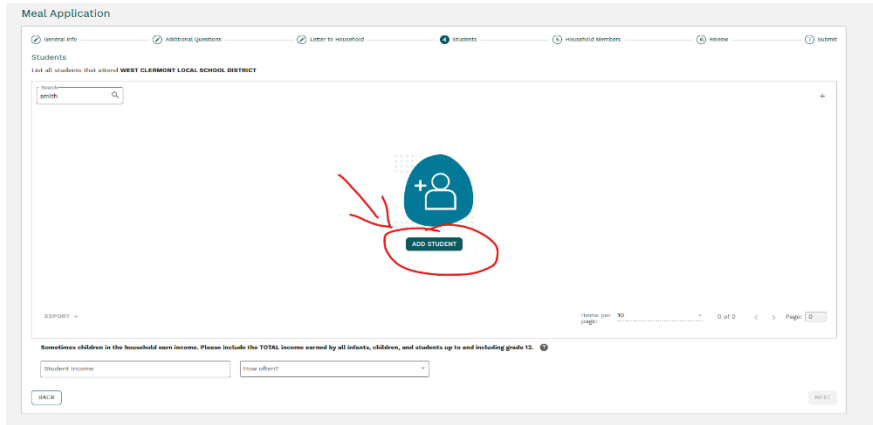 Meal Application
General Info
Additional Questions
Letter to Household
4 Students
5 Household Members
6 Review
7 Submit
Students
List all students that attend WEST CLERMONT LOCAL SCHOOL DISTRICT
Search
smith
+
ADD STUDENT
EXPORT
Items per page:
10
0 of 0
< > Page: 0
Sometimes children in the household earn income. Please include the TOTAL income earned by all infants, children, and students up to and including grade 12. ?
Student Income
How often?
BACK
NEXT